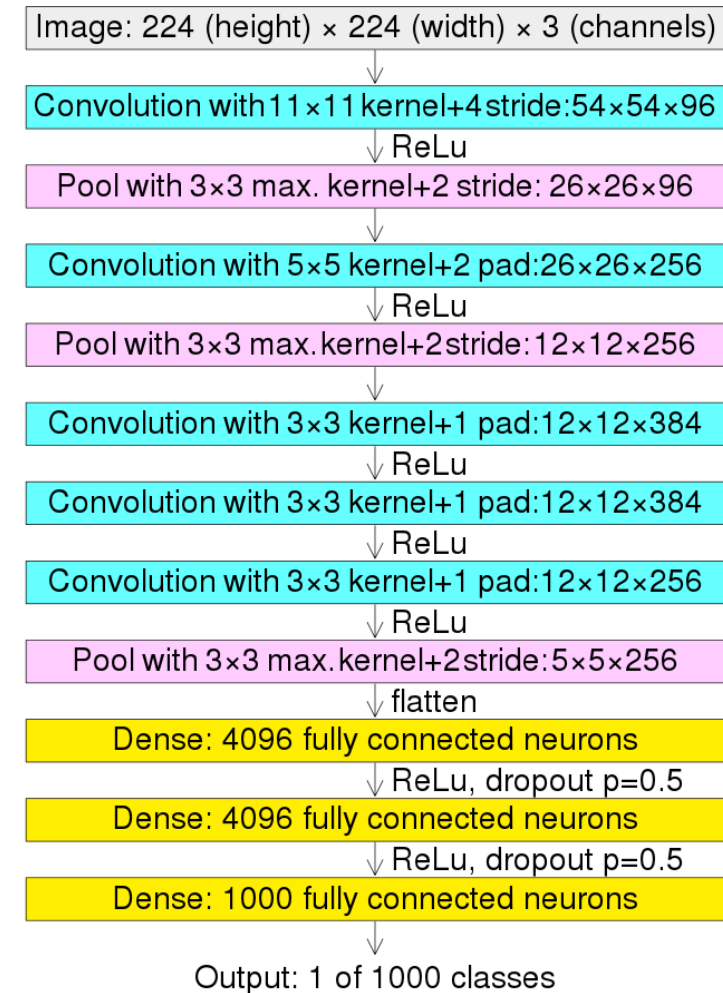 Image: 224 (height) × 224 (width) × 3 (channels)
Convolution with 11×11 kernel+4 stride: 54×54×96
ReLu
Pool with 3×3 max. kernel+2 stride: 26×26×96
Convolution with 5×5 kernel+2 pad:26×26×256
ReLu
Pool with 3×3 max. kernel+2 stride: 12×12×256
Convolution with 3×3 kernel+1 pad:12×12×384
ReLu
Convolution with 3×3 kernel+1 pad:12×12×384
ReLu
Convolution with 3×3 kernel+1 pad:12×12×256
ReLu
Pool with 3×3 max. kernel+2 stride: 5×5×256
flatten
Dense: 4096 fully connected neurons
ReLu, dropout p=0.5
Dense: 4096 fully connected neurons
ReLu, dropout p=0.5
Dense: 1000 fully connected neurons
Output: 1 of 1000 classes